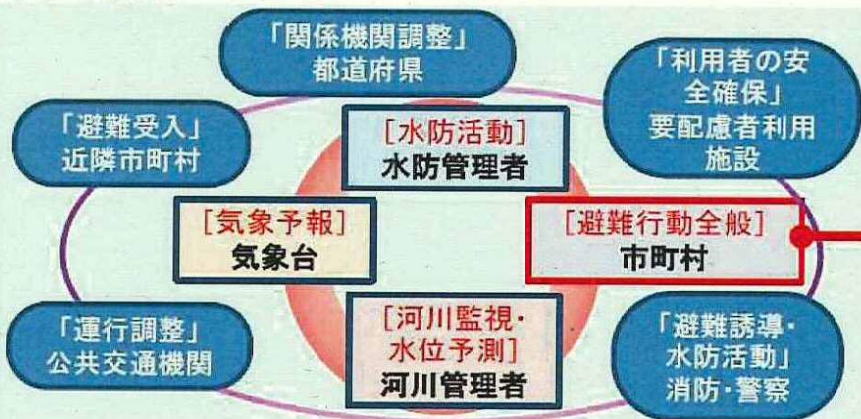 「関係機関調整」
都道府県
「利用者の安
全確保」
要配慮者利用
施設
「避難受入」
近隣市町村
[水防活動]
水防管理者
[気象予報]
気象台
[避難行動全般]
市町村
[河川監視・
水位予測]
河川管理者
「運行調整」
公共交通機関
「避難誘導・
水防活動」
消防・警察